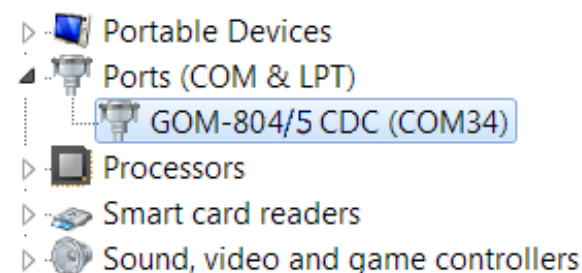 Portable Devices
Ports (COM & LPT)
GOM-804/5 CDC (COM34)
Processors
Smart card readers
Sound, video and game controllers